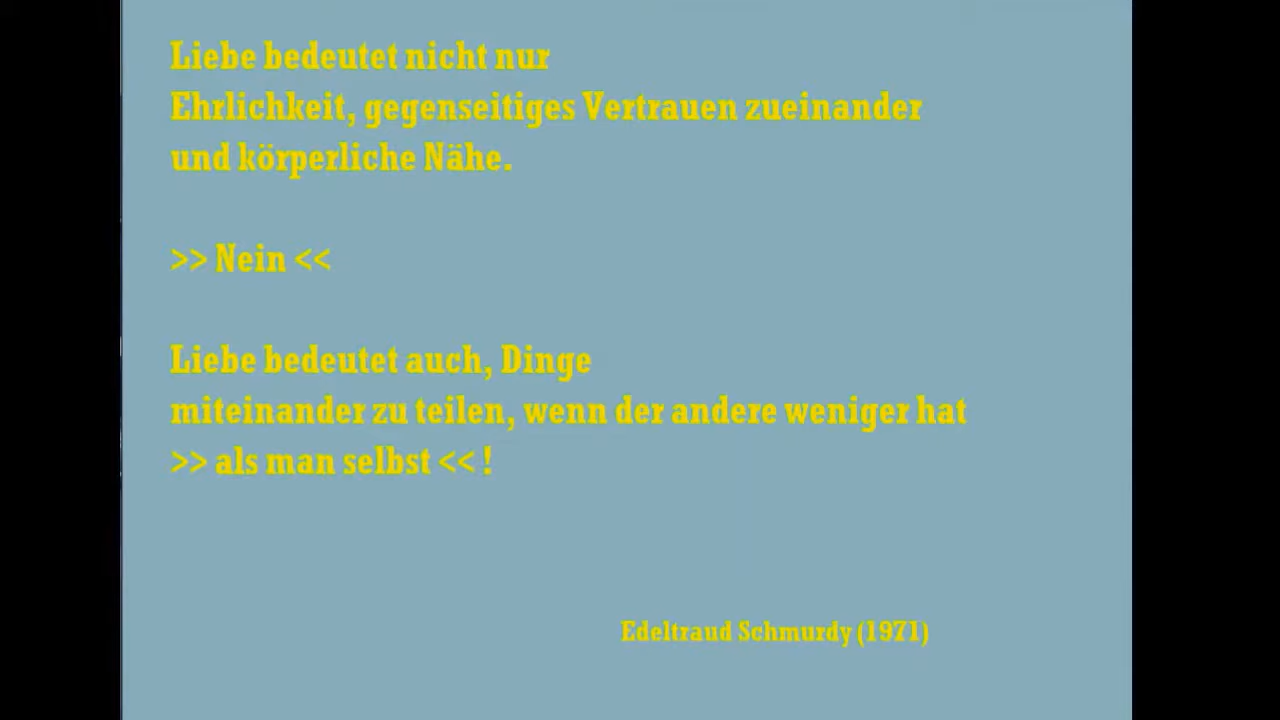 Liebe bedeutet nicht nur
Ehrlichkeit, gegenseitiges Vertrauen zueinander
und körperliche Nähe.
>> Nein <<
Liebe bedeutet auch, Dinge
miteinander zu teilen, wenn der andere weniger hat
>> als man selbst << !
Edeltraud Schmurdy (1971)